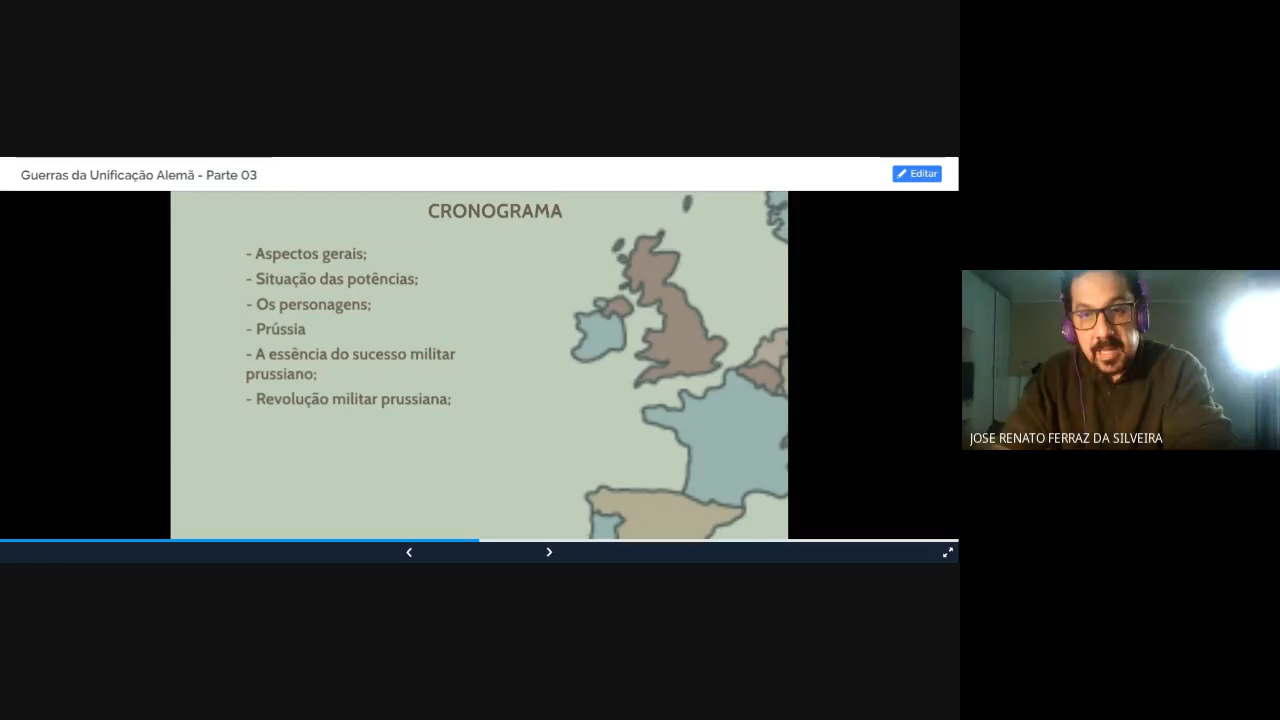 Guerras da Unificação Alemã - Parte 03
Editar
CRONOGRAMA
- Aspectos gerais;
- Situação das potências;
- Os personagens;
- Prússia
- A essência do sucesso militar
prussiano;
- Revolução militar prussiana;
JOSE RENATO FERRAZ DA SILVEIRA